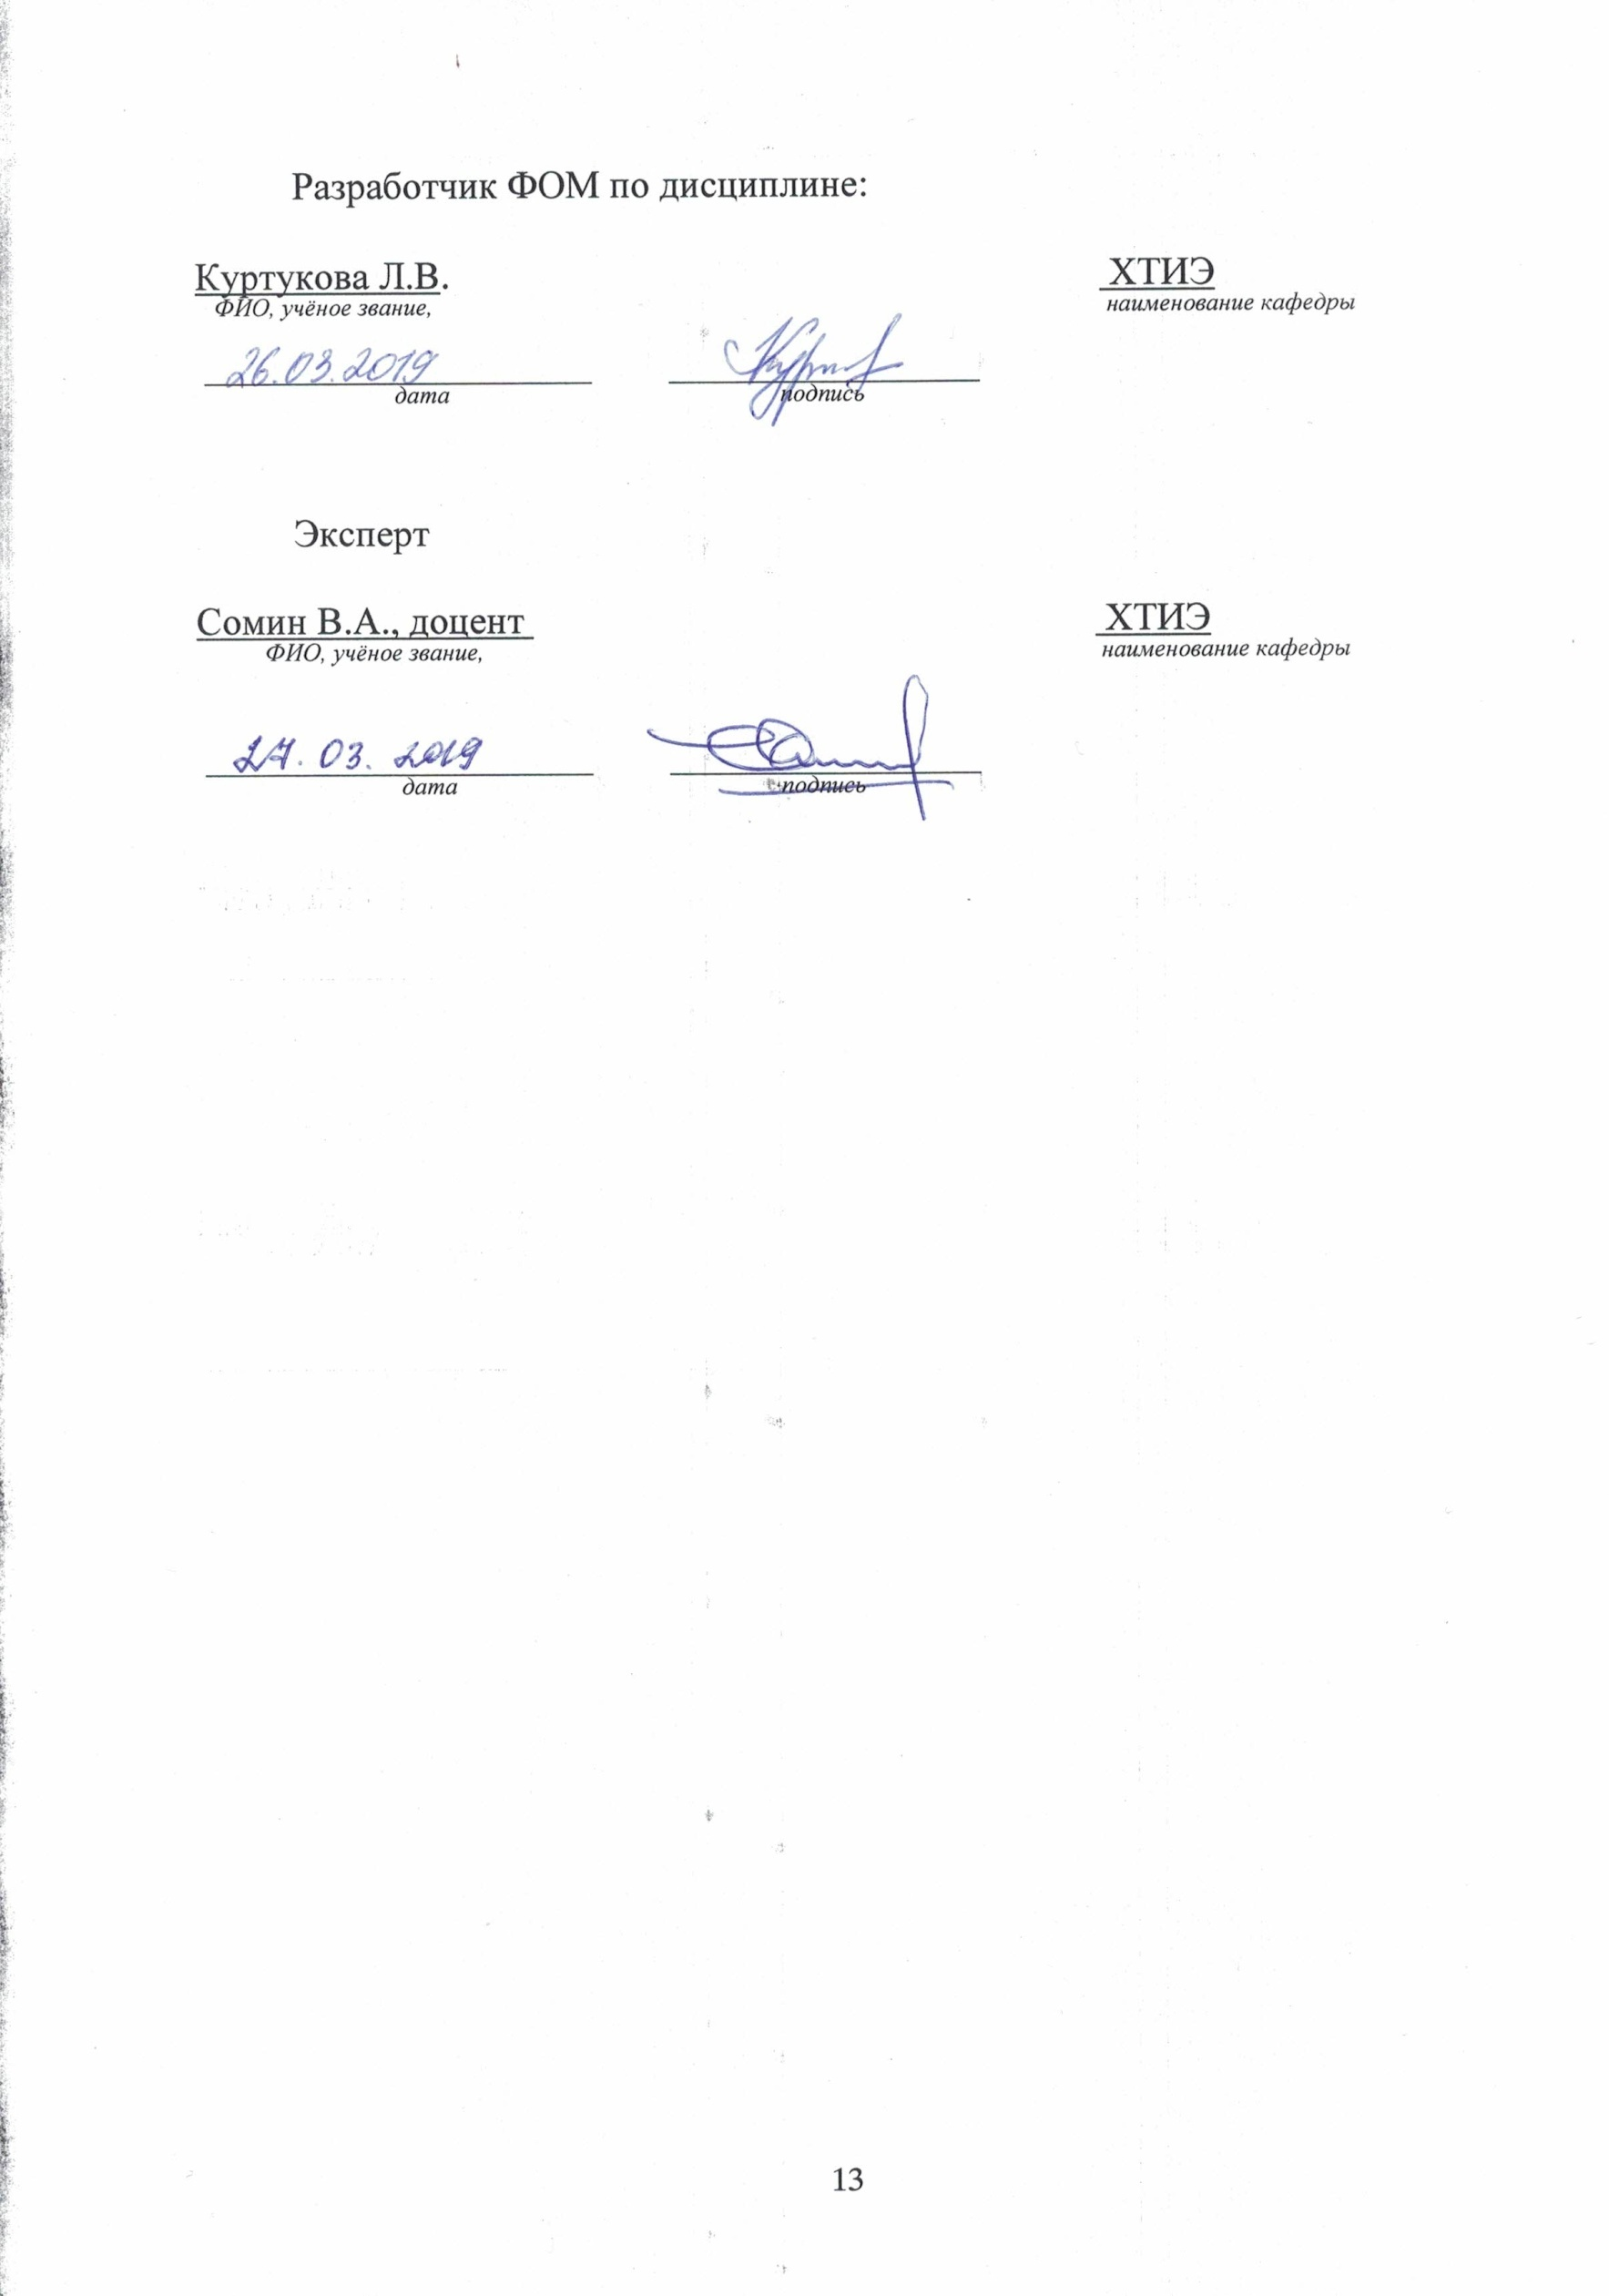 Разработчик ФОМ по дисциплине:
Куртукова Л.В. ХТИЭ
ФИО, учёное звание, наименование кафедры
26.03.2019
дата подпись
Эксперт
Сомин В.А., доцент ХТИЭ
ФИО, учёное звание, наименование кафедры
27. 03. 2019
дата подпись
13